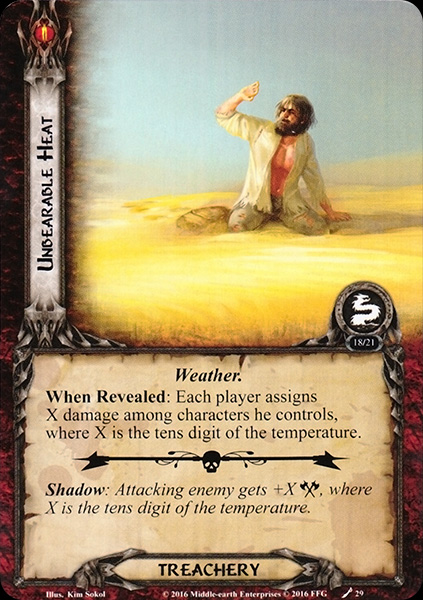 UNBEARABLE HEAT
18/21
Weather.
When Revealed: Each player assigns
X damage among characters he controls,
where X is the tens digit of the temperature.
Shadow: Attacking enemy gets +X , where
X is the tens digit of the temperature.
TREACHERY
Illus. Kim Sokol
© 2016 Middle-earth Enterprises © 2016 FFG
29